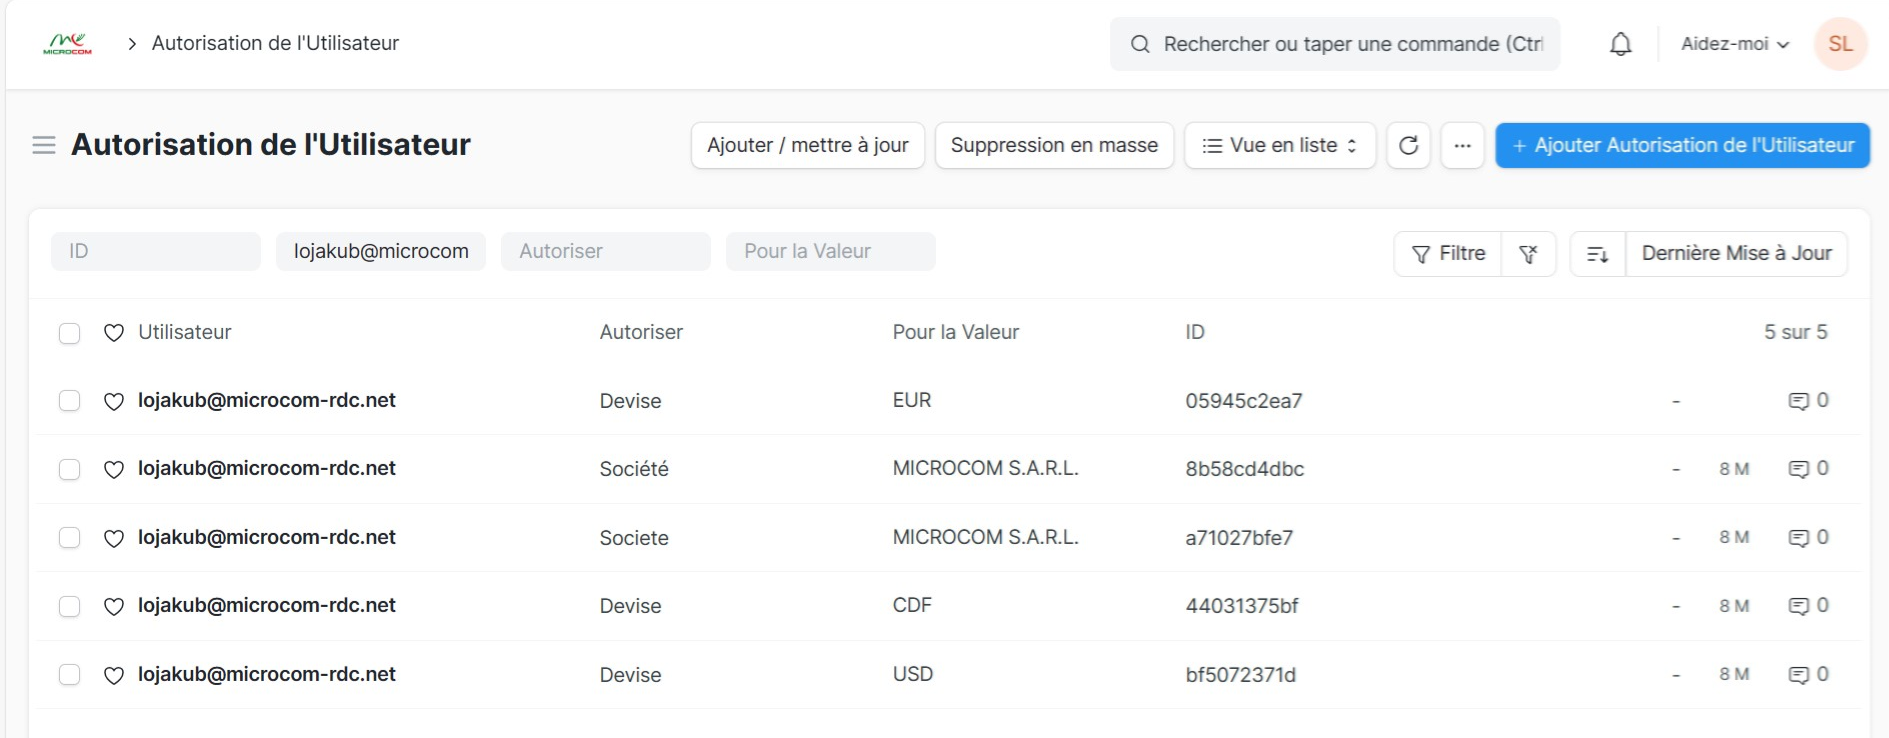 MICROCOM
Autorisation de l'Utilisateur
Rechercher ou taper une commande (Ctrl
Aidez-moi
SL
Autorisation de l'Utilisateur
Ajouter / mettre à jour
Suppression en masse
Vue en liste
+ Ajouter Autorisation de l'Utilisateur
ID
lojakub@microcom
Autoriser
Pour la Valeur
Filtre
Dernière Mise à Jour
Utilisateur Autoriser Pour la Valeur ID 5 sur 5
lojakub@microcom-rdc.net Devise EUR 05945c2ea7 - 0
lojakub@microcom-rdc.net Société MICROCOM S.A.R.L. 8b58cd4dbc - 8 M 0
lojakub@microcom-rdc.net Societe MICROCOM S.A.R.L. a71027bfe7 - 8 M 0
lojakub@microcom-rdc.net Devise CDF 44031375bf - 8 M 0
lojakub@microcom-rdc.net Devise USD bf5072371d - 8 M 0